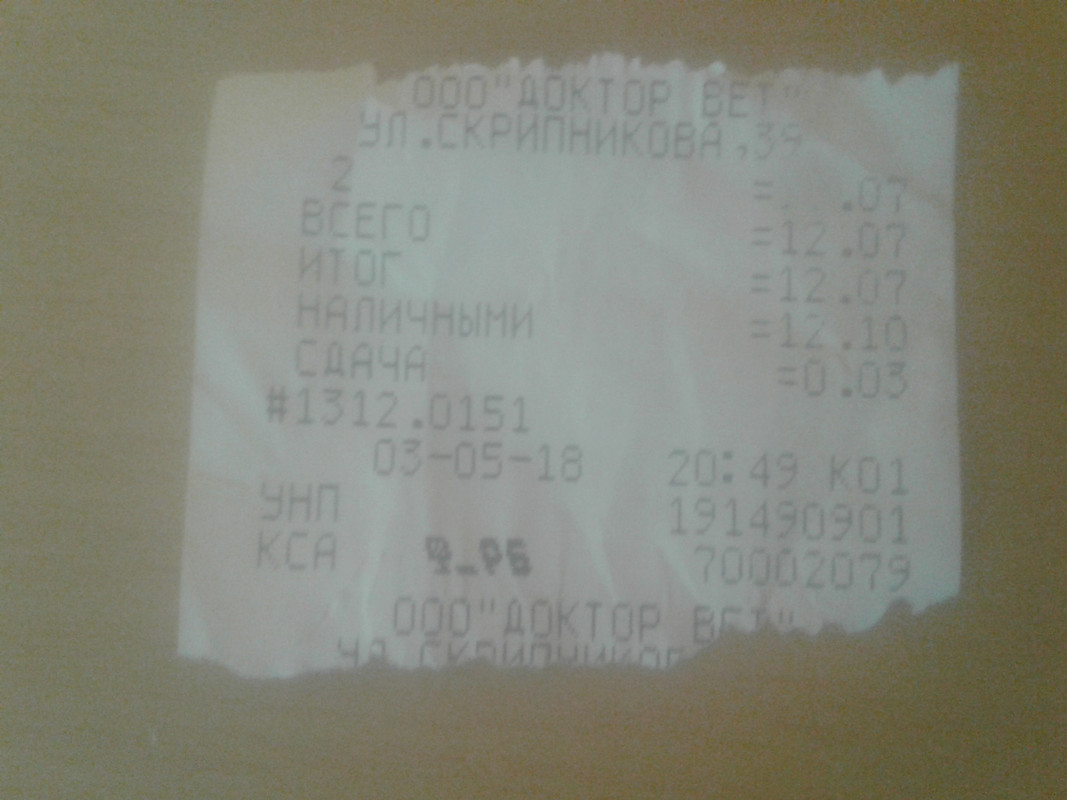 ООО"ДОКТОР ВЕТ"
УЛ.СКРИПНИКОВА,39
2 = .07
ВСЕГО =12.07
ИТОГ =12.07
НАЛИЧНЫМИ =12.10
СДАЧА =0.03
#1312.0151
03-05-18 20:49 К01
УНП 191490901
КСА 70002079
ООО"ДОКТОР ВЕТ"